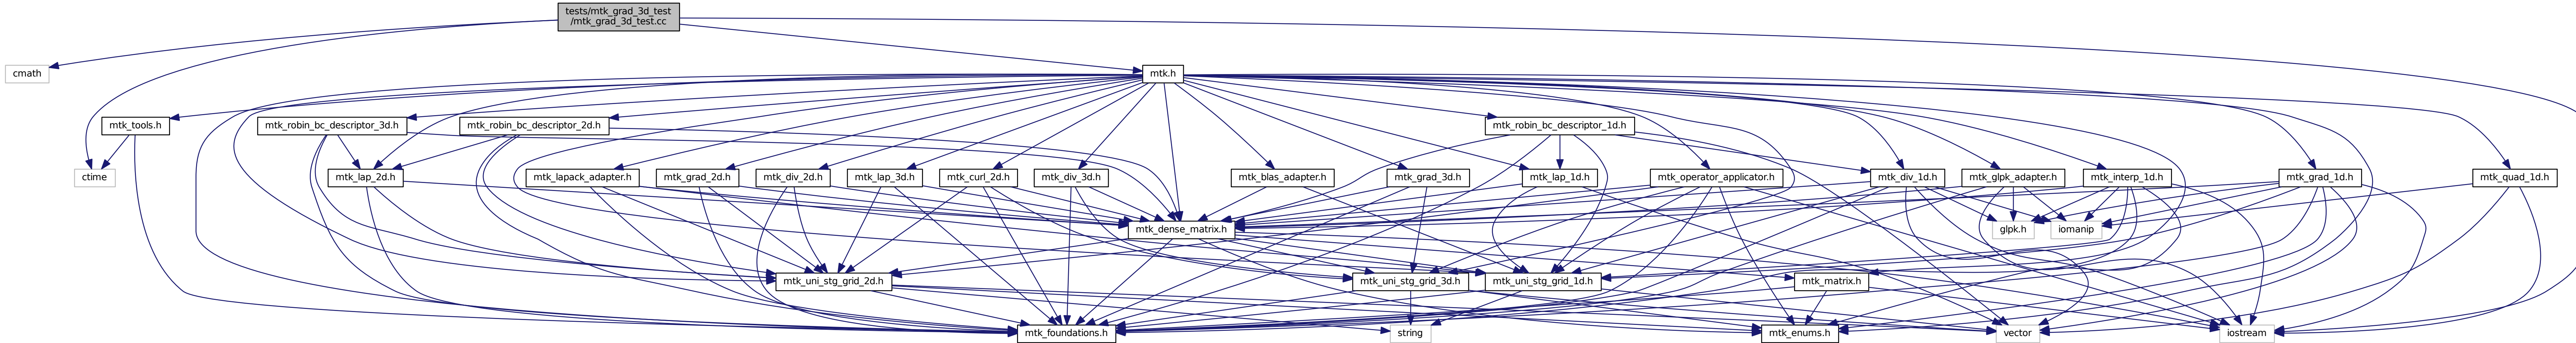 tests/mtk_grad_3d_test
/mtk_grad_3d_test.cc
cmath
mtk.h
mtk_tools.h
mtk_robin_bc_descriptor_3d.h
mtk_robin_bc_descriptor_2d.h
mtk_robin_bc_descriptor_1d.h
ctime
mtk_lap_2d.h
mtk_lapack_adapter.h
mtk_grad_2d.h
mtk_div_2d.h
mtk_lap_3d.h
mtk_curl_2d.h
mtk_div_3d.h
mtk_blas_adapter.h
mtk_grad_3d.h
mtk_lap_1d.h
mtk_operator_applicator.h
mtk_div_1d.h
mtk_glpk_adapter.h
mtk_interp_1d.h
mtk_grad_1d.h
mtk_quad_1d.h
mtk_dense_matrix.h
glpk.h
iomanip
mtk_uni_stg_grid_2d.h
mtk_uni_stg_grid_3d.h
mtk_uni_stg_grid_1d.h
mtk_matrix.h
mtk_foundations.h
string
mtk_enums.h
vector
iostream